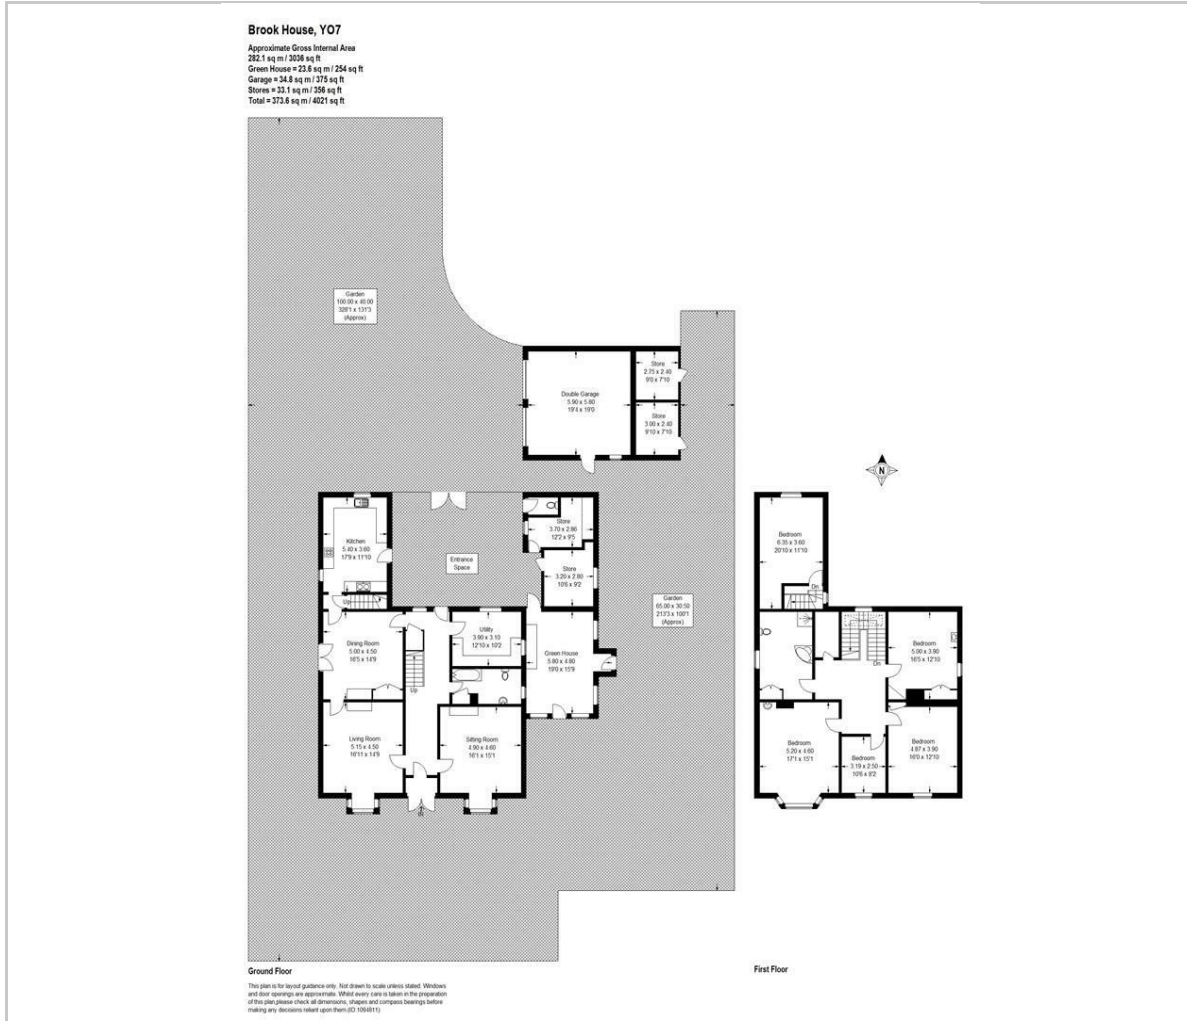 Brook House, YO7
Approximate Gross Internal Area
282.1 sq m / 3036 sq ft
Green House = 23.6 sq m / 254 sq ft
Garage = 34.8 sq m / 375 sq ft
Stores = 33.1 sq m / 356 sq ft
Total = 373.6 sq m / 4021 sq ft
Garden
100.00 x 40.00
328'1 x 131'3
(Approx)
Double Garage
5.90 x 5.80
19'4 x 19'0
Store
2.75 x 2.40
9'0 x 7'10
Store
3.00 x 2.40
9'10 x 7'10
N
Kitchen
5.40 x 3.60
17'9 x 11'10
Up
Entrance
Space
Store
3.70 x 2.86
12'2 x 9'5
Store
3.20 x 2.80
10'6 x 9'2
Garden
65.00 x 30.50
213'3 x 100'1
(Approx)
Dining Room
5.00 x 4.50
16'5 x 14'9
Up
Utility
3.90 x 3.10
12'10 x 10'2
Green House
5.80 x 4.80
19'0 x 15'9
Living Room
5.15 x 4.50
16'11 x 14'9
Sitting Room
4.90 x 4.60
16'1 x 15'1
IN
Bedroom
6.35 x 3.60
20'10 x 11'10
Dn
Dn
Bedroom
5.00 x 3.90
16'5 x 12'10
Bedroom
5.20 x 4.60
17'1 x 15'1
Bedroom
3.19 x 2.50
10'6 x 8'2
Bedroom
4.87 x 3.90
16'0 x 12'10
Ground Floor
First Floor
This plan is for layout guidance only. Not drawn to scale unless stated. Windows
and door openings are approximate. Whilst every care is taken in the preparation
of this plan,please check all dimensions, shapes and compass bearings before
making any decisions reliant upon them.(ID 1094811)